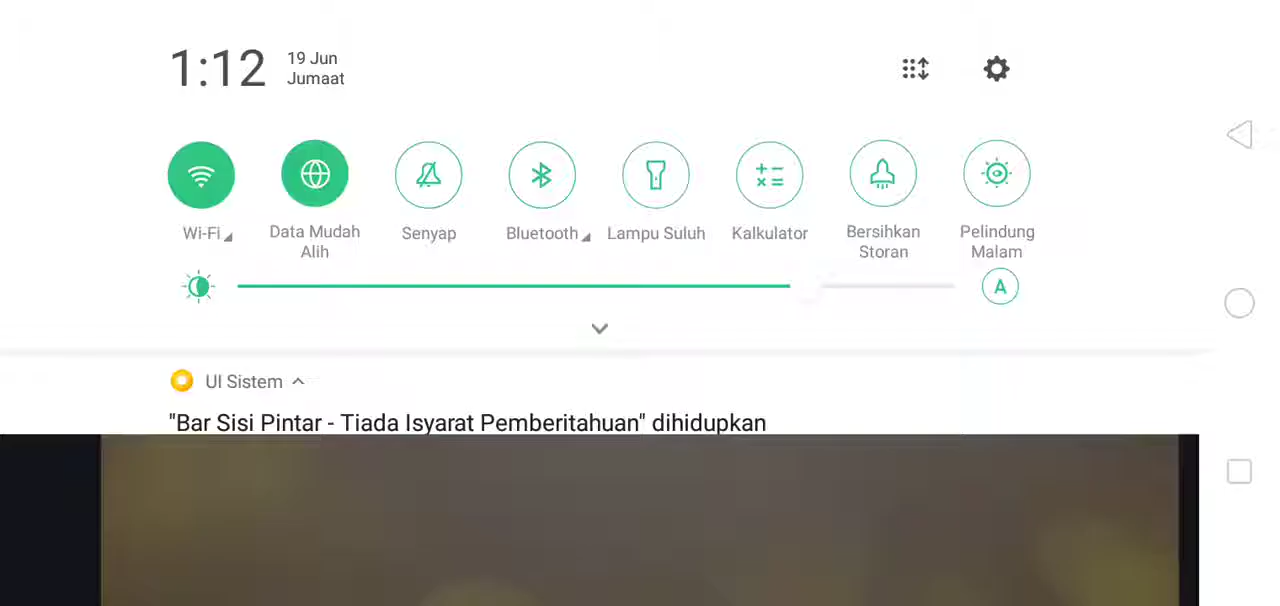 1:12
19 Jun
Jumaat
Wi-Fi
Data Mudah
Alih
Senyap
Bluetooth
Lampu Suluh
Kalkulator
Bersihkan
Storan
Pelindung
Malam
A
UI Sistem
"Bar Sisi Pintar - Tiada Isyarat Pemberitahuan" dihidupkan